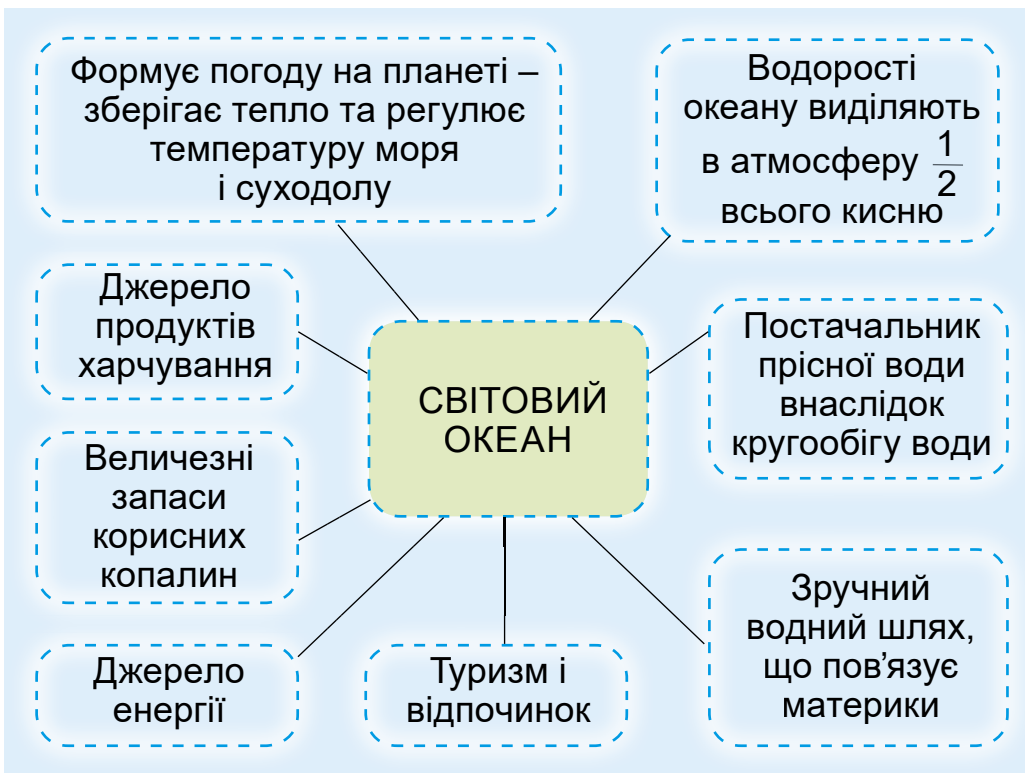 Формує погоду на планеті –
зберігає тепло та регулює
температуру моря
і суходолу
Водорості
океану виділяють
в атмосферу 1/2
всього кисню
Джерело
продуктів
харчування
СВІТОВИЙ
ОКЕАН
Постачальник
прісної води
внаслідок
кругообігу води
Величезні
запаси
корисних
копалин
Джерело
енергії
Туризм і
відпочинок
Зручний
водний шлях,
що пов’язує
материки